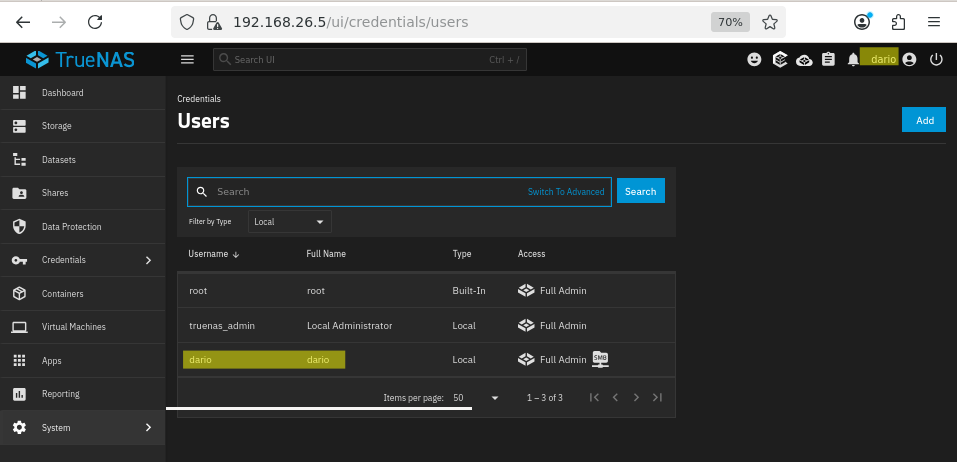 192.168.26.5/ui/credentials/users
70%
TrueNAS
Search UI
Ctrl + /
dario
Dashboard
Storage
Datasets
Shares
Data Protection
Credentials
Containers
Virtual Machines
Apps
Reporting
System
Credentials
Users
Add
Search
Switch To Advanced
Search
Filter by Type
Local
Username
Full Name
Type
Access
root
root
Built-In
Full Admin
truenas_admin
Local Administrator
Local
Full Admin
dario
dario
Local
Full Admin
SMB
Items per page:
50
1 – 3 of 3